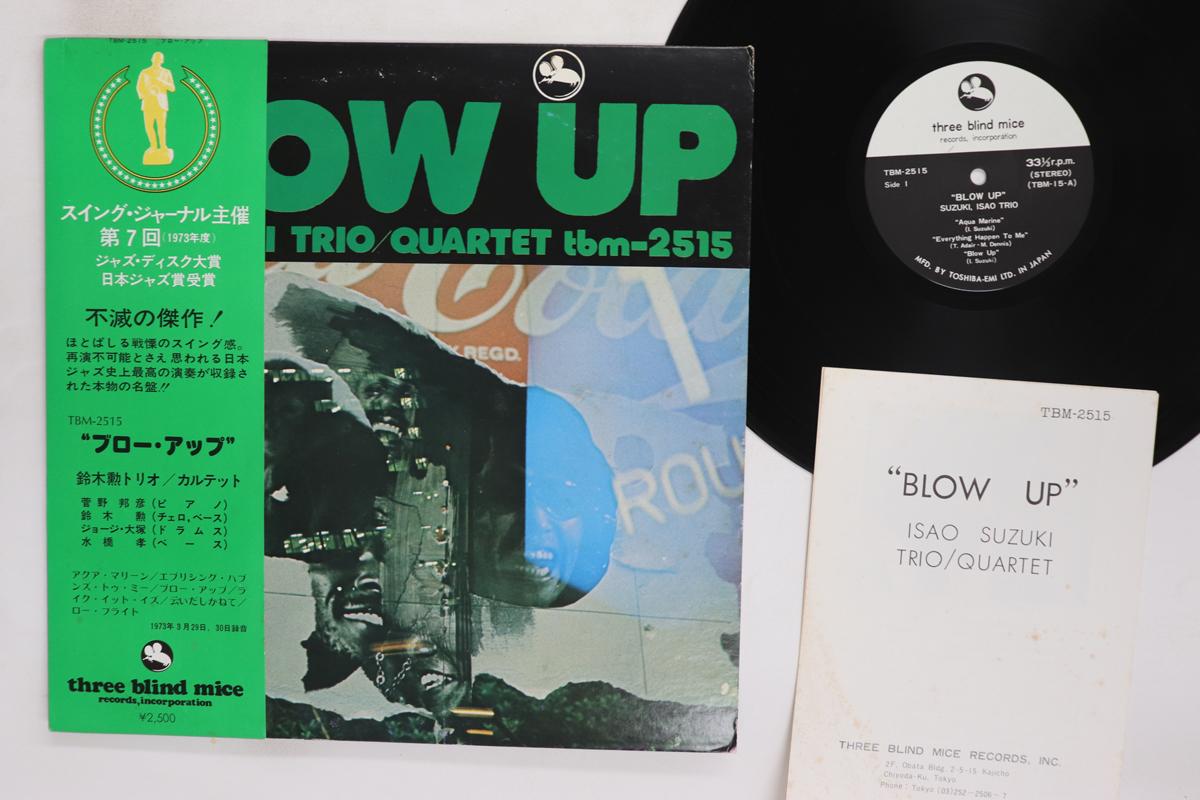 TBM-2515 ブロー・アップ
スイング・ジャーナル主催
第7回(1973年度)
ジャズ・ディスク大賞
日本ジャズ賞受賞
不滅の傑作!
ほとばしる戦慄のスイング感。
再演不可能とさえ思われる日本
ジャズ史上最高の演奏が収録さ
れた本物の名盤!!
TBM-2515
“ブロー・アップ”
鈴木勲トリオ/カルテット
菅野邦彦(ピアノ)
鈴木勲(チェロ,ベース)
ジョージ・大塚(ドラムス)
水橋孝(ベース)
アクア・マリーン/エブリシング・ハプ
ンズ・トゥ・ミー/ブロー・アップ/ラ
イク・イット・イズ/云いだしかねて/
ロー・フライト
1973年3月29日、30日録音
three blind mice
records, incorporation
¥2,500
LOW UP
I TRIO/QUARTET tbm-2515
REGD.
ROU
three blind mice
records, incorporation
TBM-2515
Side 1
33⅓r.p.m.
(STEREO)
(TBM-15-A)
"BLOW UP"
SUZUKI, ISAO TRIO
"Aqua Marine"
(I. Suzuki)
"Everything Happen To Me"
(T. Adair-M. Dennis)
"Blow Up"
(I. Suzuki)
MFD. BY TOSHIBA-EMI LTD. IN JAPAN
TBM-2515
“BLOW UP”
ISAO SUZUKI
TRIO/QUARTET
THREE BLIND MICE RECORDS, INC.
2F, Obata Bldg. 2-5-15 Kajicho
Chiyoda-Ku, Tokyo
Phone: Tokyo (03)252-2506-7